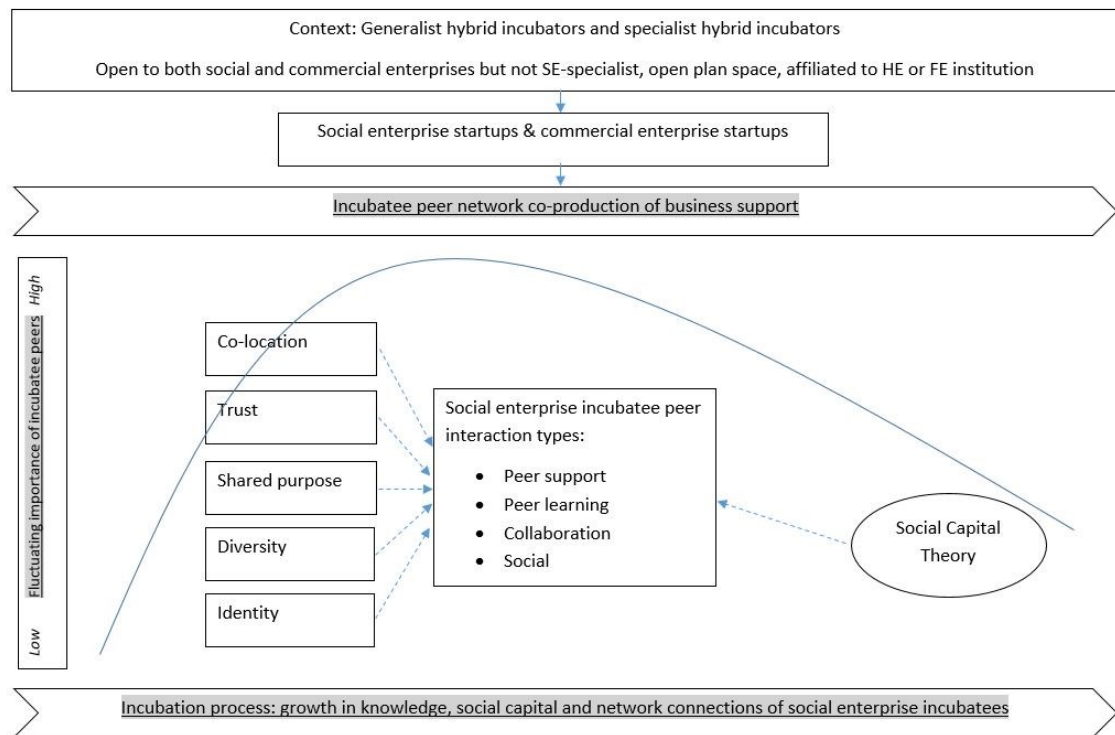 Context: Generalist hybrid incubators and specialist hybrid incubators
Open to both social and commercial enterprises but not SE-specialist, open plan space, affiliated to HE or FE institution
Social enterprise startups & commercial enterprise startups
Incubatee peer network co-production of business support
High
Fluctuating importance of incubatee peers
Low
Co-location
Trust
Shared purpose
Diversity
Identity
Social enterprise incubatee peer
interaction types:
• Peer support
• Peer learning
• Collaboration
• Social
Social Capital
Theory
Incubation process: growth in knowledge, social capital and network connections of social enterprise incubatees